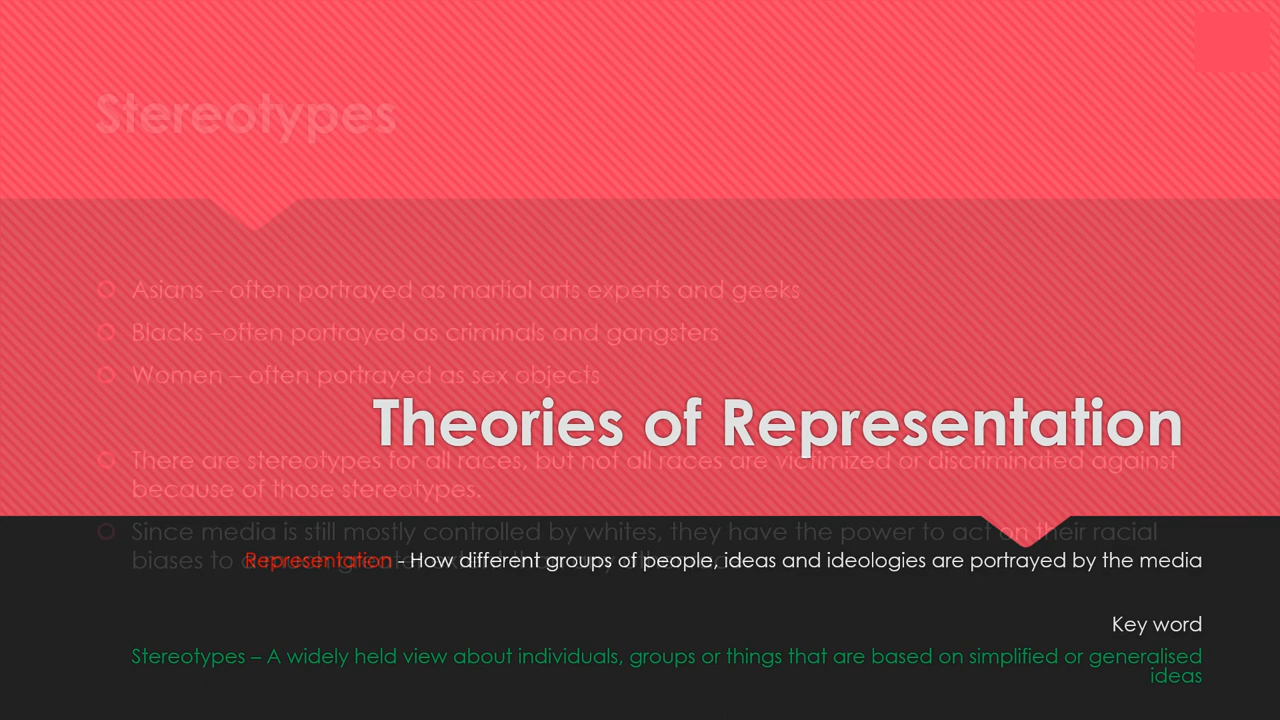 Stereotypes
Asians – often portrayed as martial arts experts and geeks
Blacks –often portrayed as criminals and gangsters
Women – often portrayed as sex objects
Theories of Representation
There are stereotypes for all races, but not all races are victimized or discriminated against
because of those stereotypes.
Since media is still mostly controlled by whites, they have the power to act on their racial
biases to
Representation - How different groups of people, ideas and ideologies are portrayed by the media
Key word
Stereotypes – A widely held view about individuals, groups or things that are based on simplified or generalised
ideas